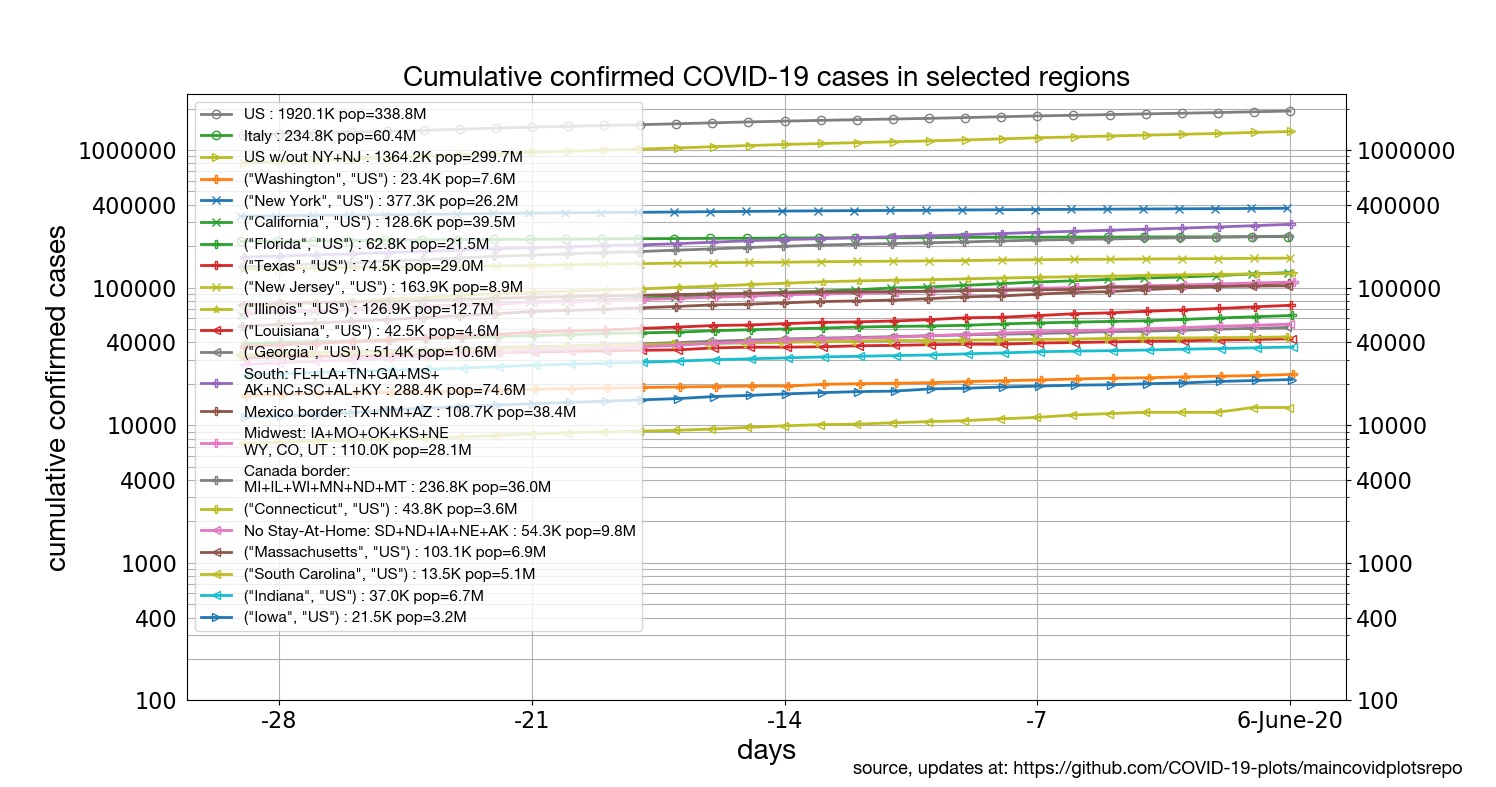 Cumulative confirmed COVID-19 cases in selected regions
US : 1920.1K pop=338.8M
Italy : 234.8K pop=60.4M
US w/out NY+NJ : 1364.2K pop=299.7M
("Washington", "US") : 23.4K pop=7.6M
("New York", "US") : 377.3K pop=26.2M
("California", "US") : 128.6K pop=39.5M
("Florida", "US") : 62.8K pop=21.5M
("Texas", "US") : 74.5K pop=29.0M
("New Jersey", "US") : 163.9K pop=8.9M
("Illinois", "US") : 126.9K pop=12.7M
("Louisiana", "US") : 42.5K pop=4.6M
("Georgia", "US") : 51.4K pop=10.6M
South: FL+LA+TN+GA+MS+
AK+NC+SC+AL+KY : 288.4K pop=74.6M
Mexico border: TX+NM+AZ : 108.7K pop=38.4M
Midwest: IA+MO+OK+KS+NE
WY, CO, UT : 110.0K pop=28.1M
Canada border:
MI+IL+WI+MN+ND+MT : 236.8K pop=36.0M
("Connecticut", "US") : 43.8K pop=3.6M
No Stay-At-Home: SD+ND+IA+NE+AK : 54.3K pop=9.8M
("Massachusetts", "US") : 103.1K pop=6.9M
("South Carolina", "US") : 13.5K pop=5.1M
("Indiana", "US") : 37.0K pop=6.7M
("Iowa", "US") : 21.5K pop=3.2M
cumulative confirmed cases
1000000
400000
100000
40000
10000
4000
1000
400
100
1000000
400000
100000
40000
10000
4000
1000
400
100
-28
-21
-14
-7
6-June-20
days
source, updates at: https://github.com/COVID-19-plots/maincovidplotsrepo